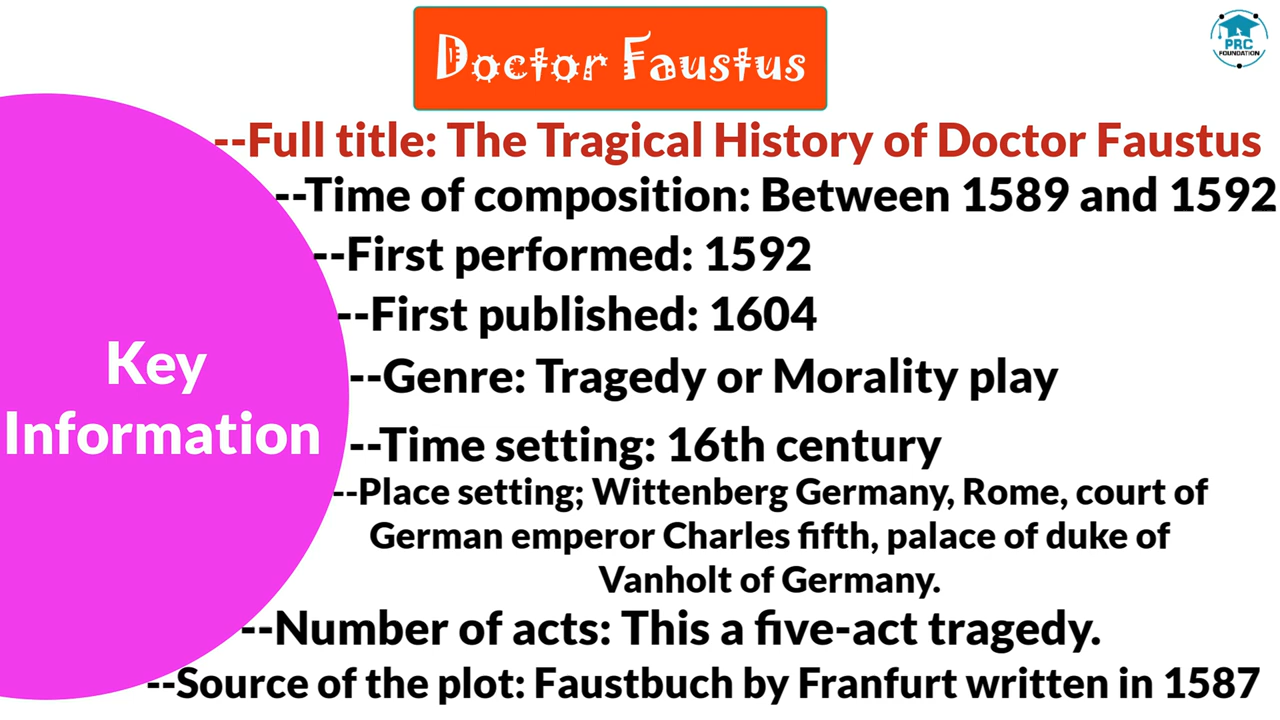 Doctor Faustus
PRC
FOUNDATION
--Full title: The Tragical History of Doctor Faustus
--Time of composition: Between 1589 and 1592
--First performed: 1592
--First published: 1604
Key
Information
--Genre: Tragedy or Morality play
--Time setting: 16th century
--Place setting; Wittenberg Germany, Rome, court of
German emperor Charles fifth, palace of duke of
Vanholt of Germany.
--Number of acts: This a five-act tragedy.
--Source of the plot: Faustbuch by Franfurt written in 1587